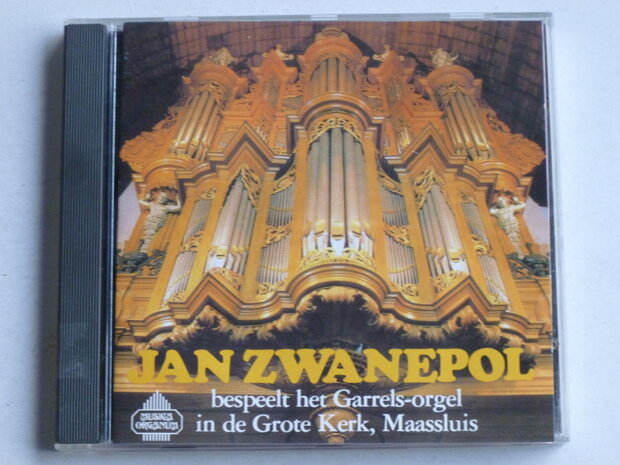 JAN ZWANEPOL
bespeelt het Garrels-orgel
in de Grote Kerk, Maassluis
MUSICA
ORGANUM